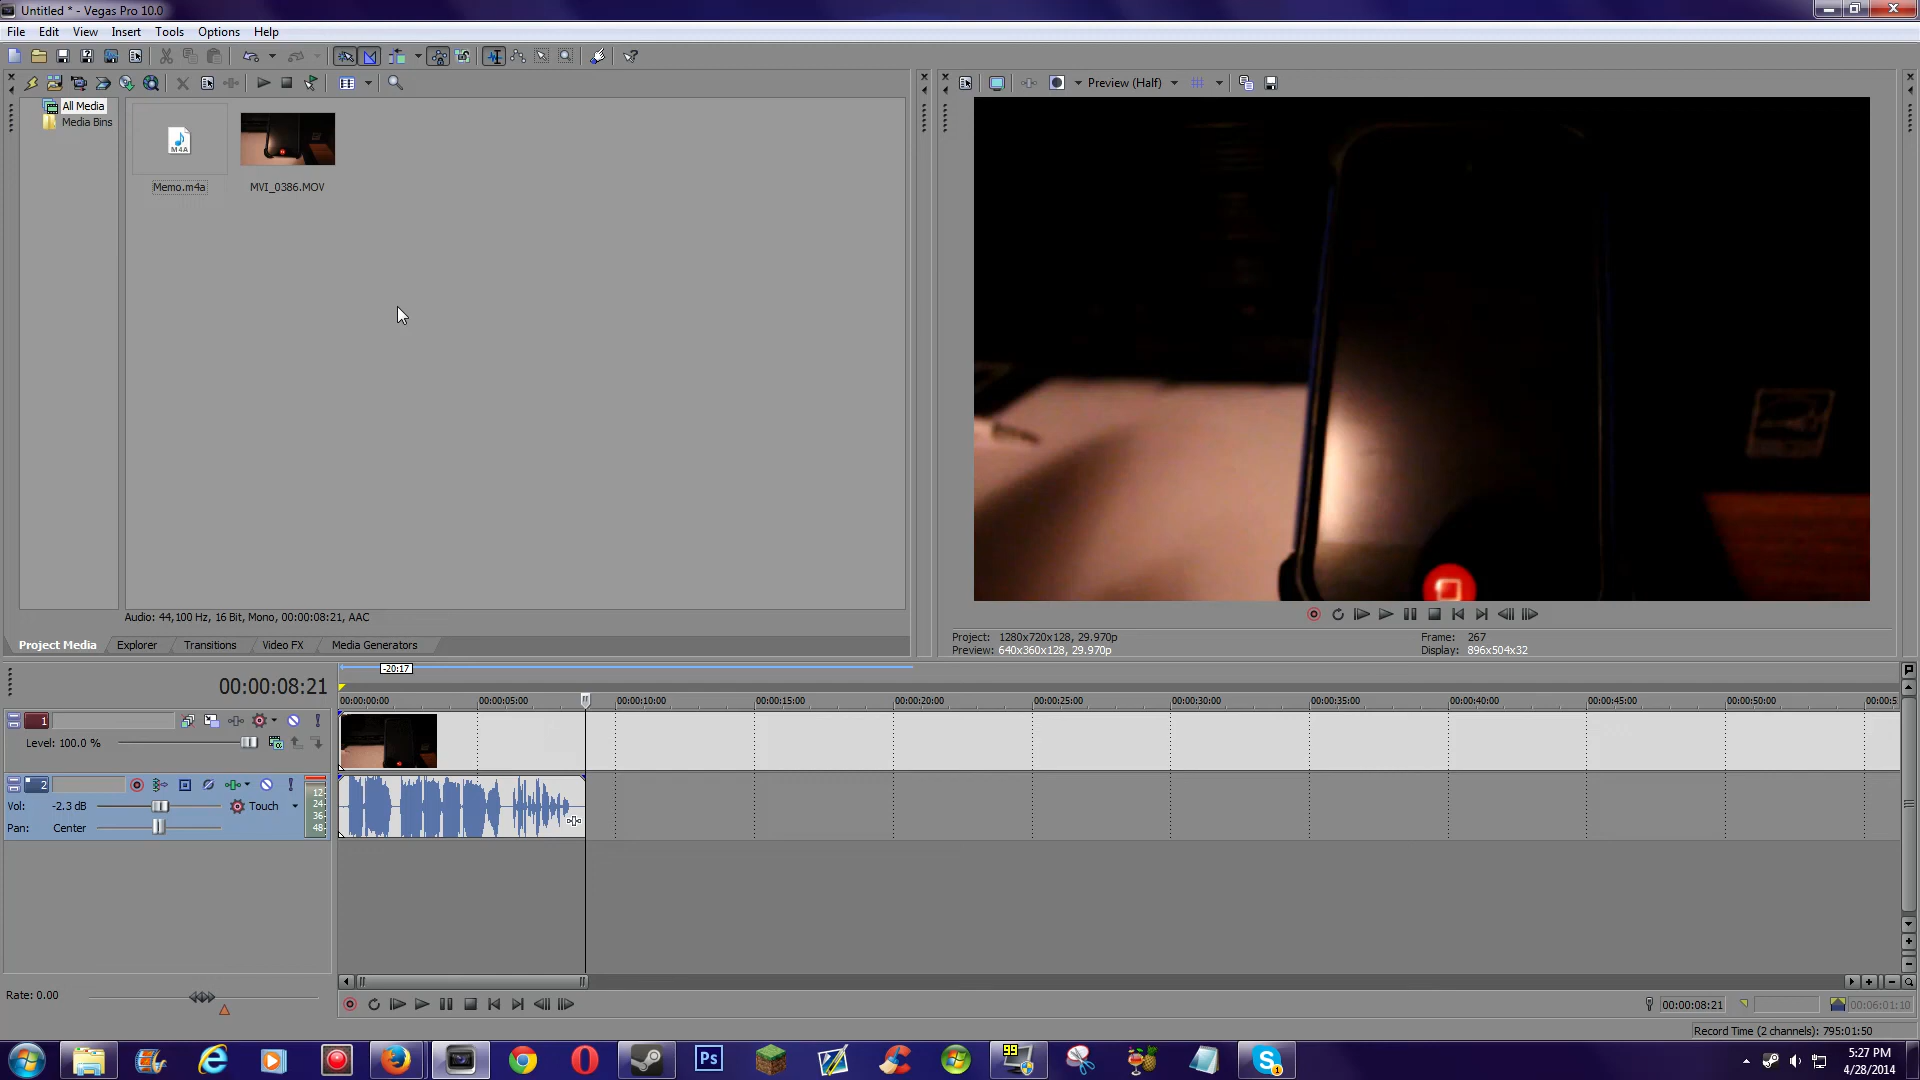 Untitled * - Vegas Pro 10.0
File Edit View Insert Tools Options Help
Preview (Half)
All Media
Media Bins
M4A
Memo.m4a
MVI_0386.MOV
Audio: 44,100 Hz, 16 Bit, Mono, 00:00:08:21, AAC
Project Media Explorer Transitions Video FX Media Generators
Project: 1280x720x128, 29.970p
Frame: 267
Preview: 640x360x128, 29.970p
Display: 896x504x32
-20:17
00:00:08:21
00:00:00:00 00:00:05:00 00:00:10:00 00:00:15:00 00:00:20:00 00:00:25:00 00:00:30:00 00:00:35:00 00:00:40:00 00:00:45:00 00:00:50:00 00:00:5
1
Level: 100.0 %
2
Vol: -2.3 dB
Touch
Pan: Center
12
24
36
48
Rate: 0.00
00:00:08:21
00:06:01:10
Record Time (2 channels): 795:01:50
Ps
99
S
1
5:27 PM
4/28/2014